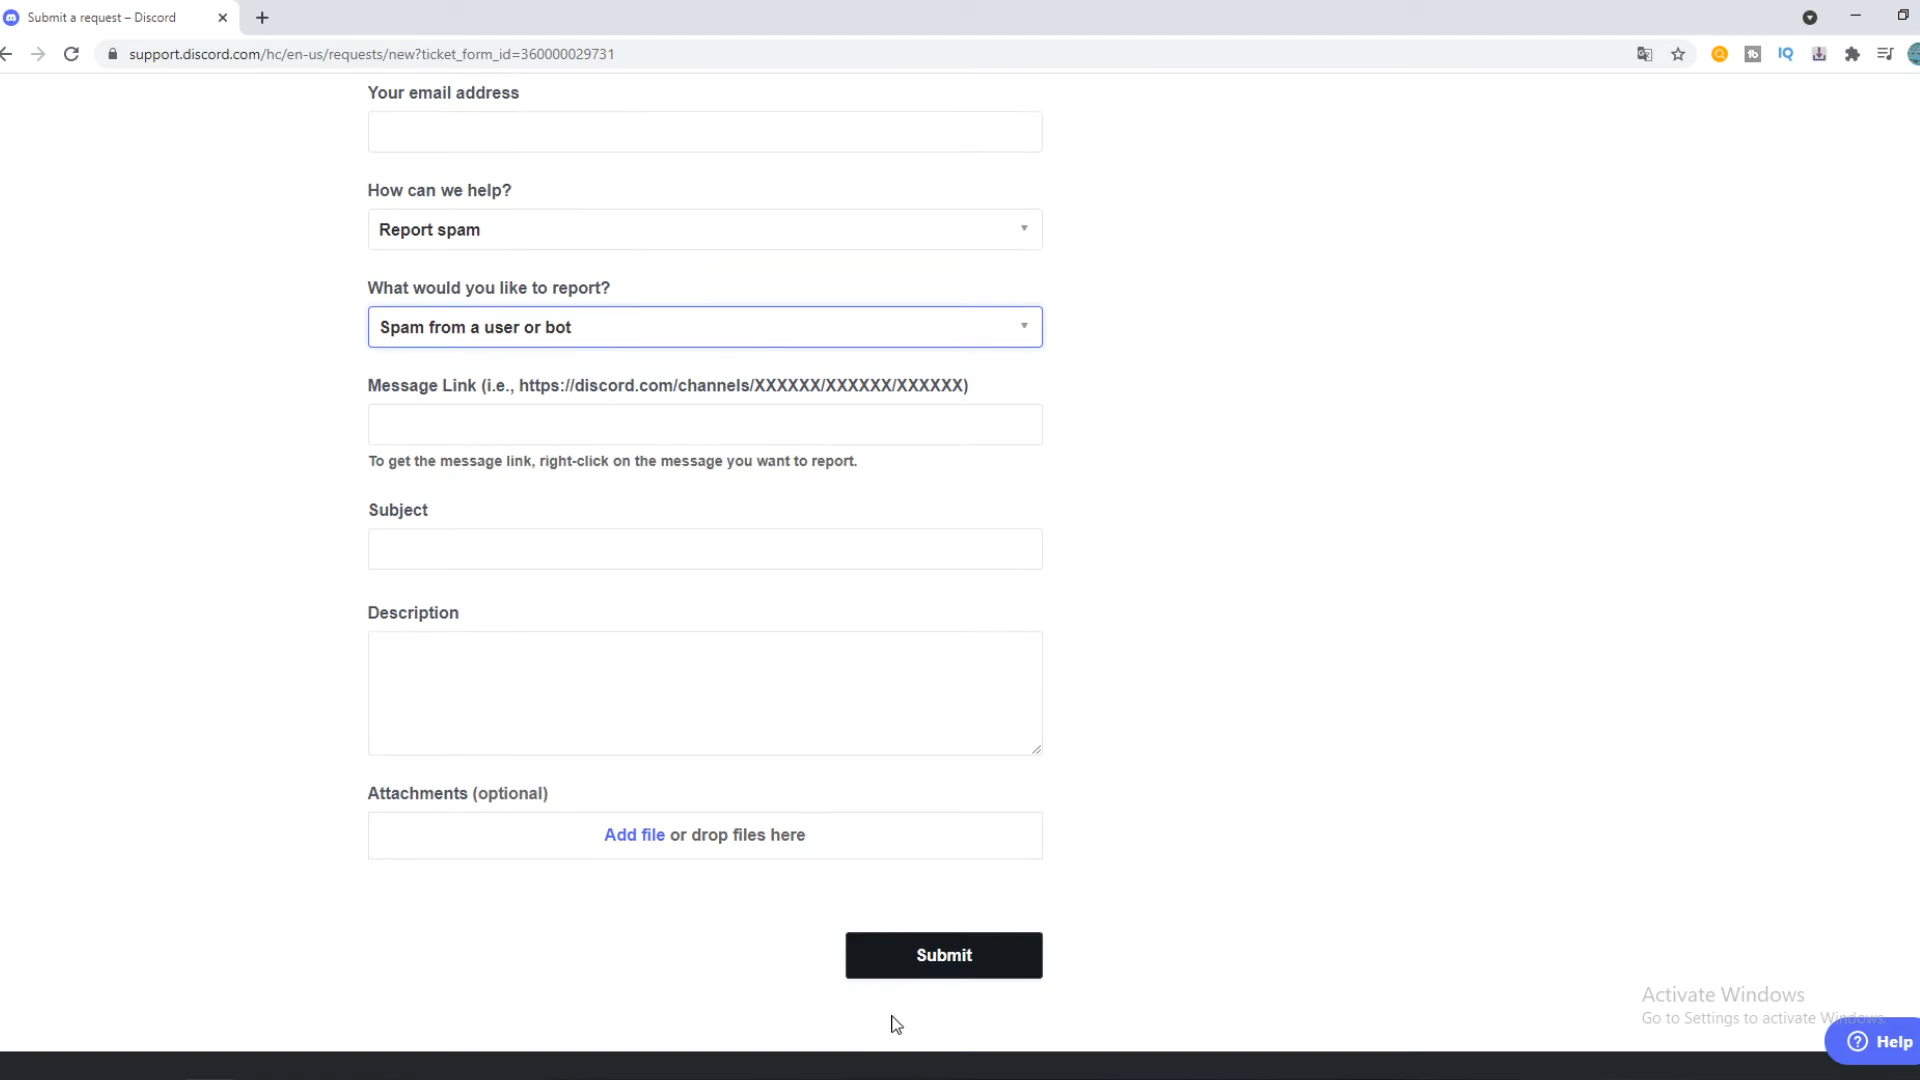 Submit a request – Discord
support.discord.com/hc/en-us/requests/new?ticket_form_id=360000029731
IQ
Your email address
How can we help?
Report spam
What would you like to report?
Spam from a user or bot
Message Link (i.e., https://discord.com/channels/XXXXXX/XXXXXX/XXXXXX)
To get the message link, right-click on the message you want to report.
Subject
Description
Attachments (optional)
Add file or drop files here
Submit
Activate Windows
Go to Settings to activate Windows.
Help